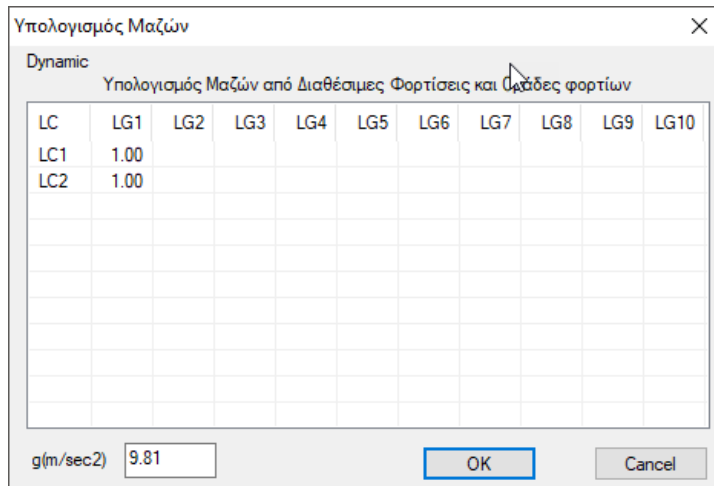 Υπολογισμός Μαζών
Dynamic
Υπολογισμός Μαζών από Διαθέσιμες Φορτίσεις και Ομάδες φορτίων
LC LG1 LG2 LG3 LG4 LG5 LG6 LG7 LG8 LG9 LG10
LC1 1.00
LC2 1.00
g(m/sec2) 9.81 OK Cancel